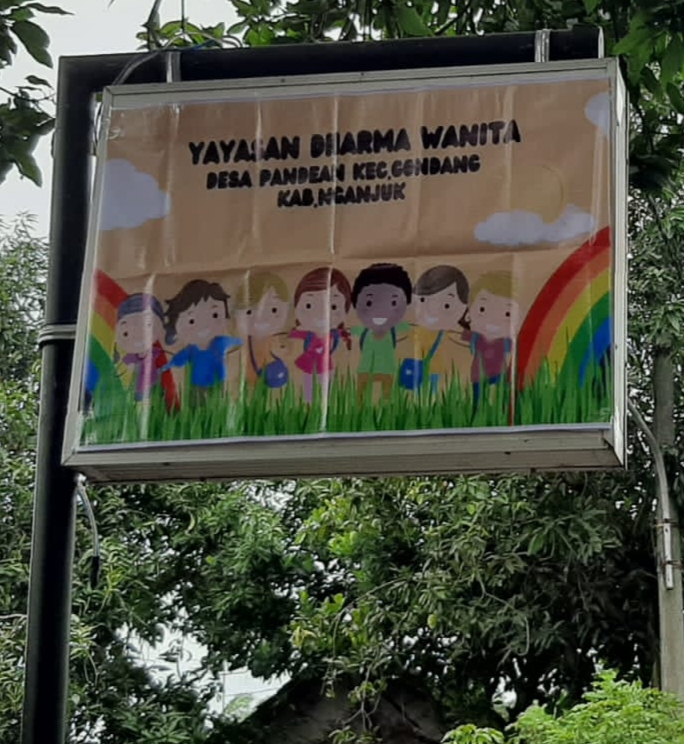 YAYASAN DHARMA WANITA
DESA PANDEAN KEC,GONDANG
KAB,NGANJUK